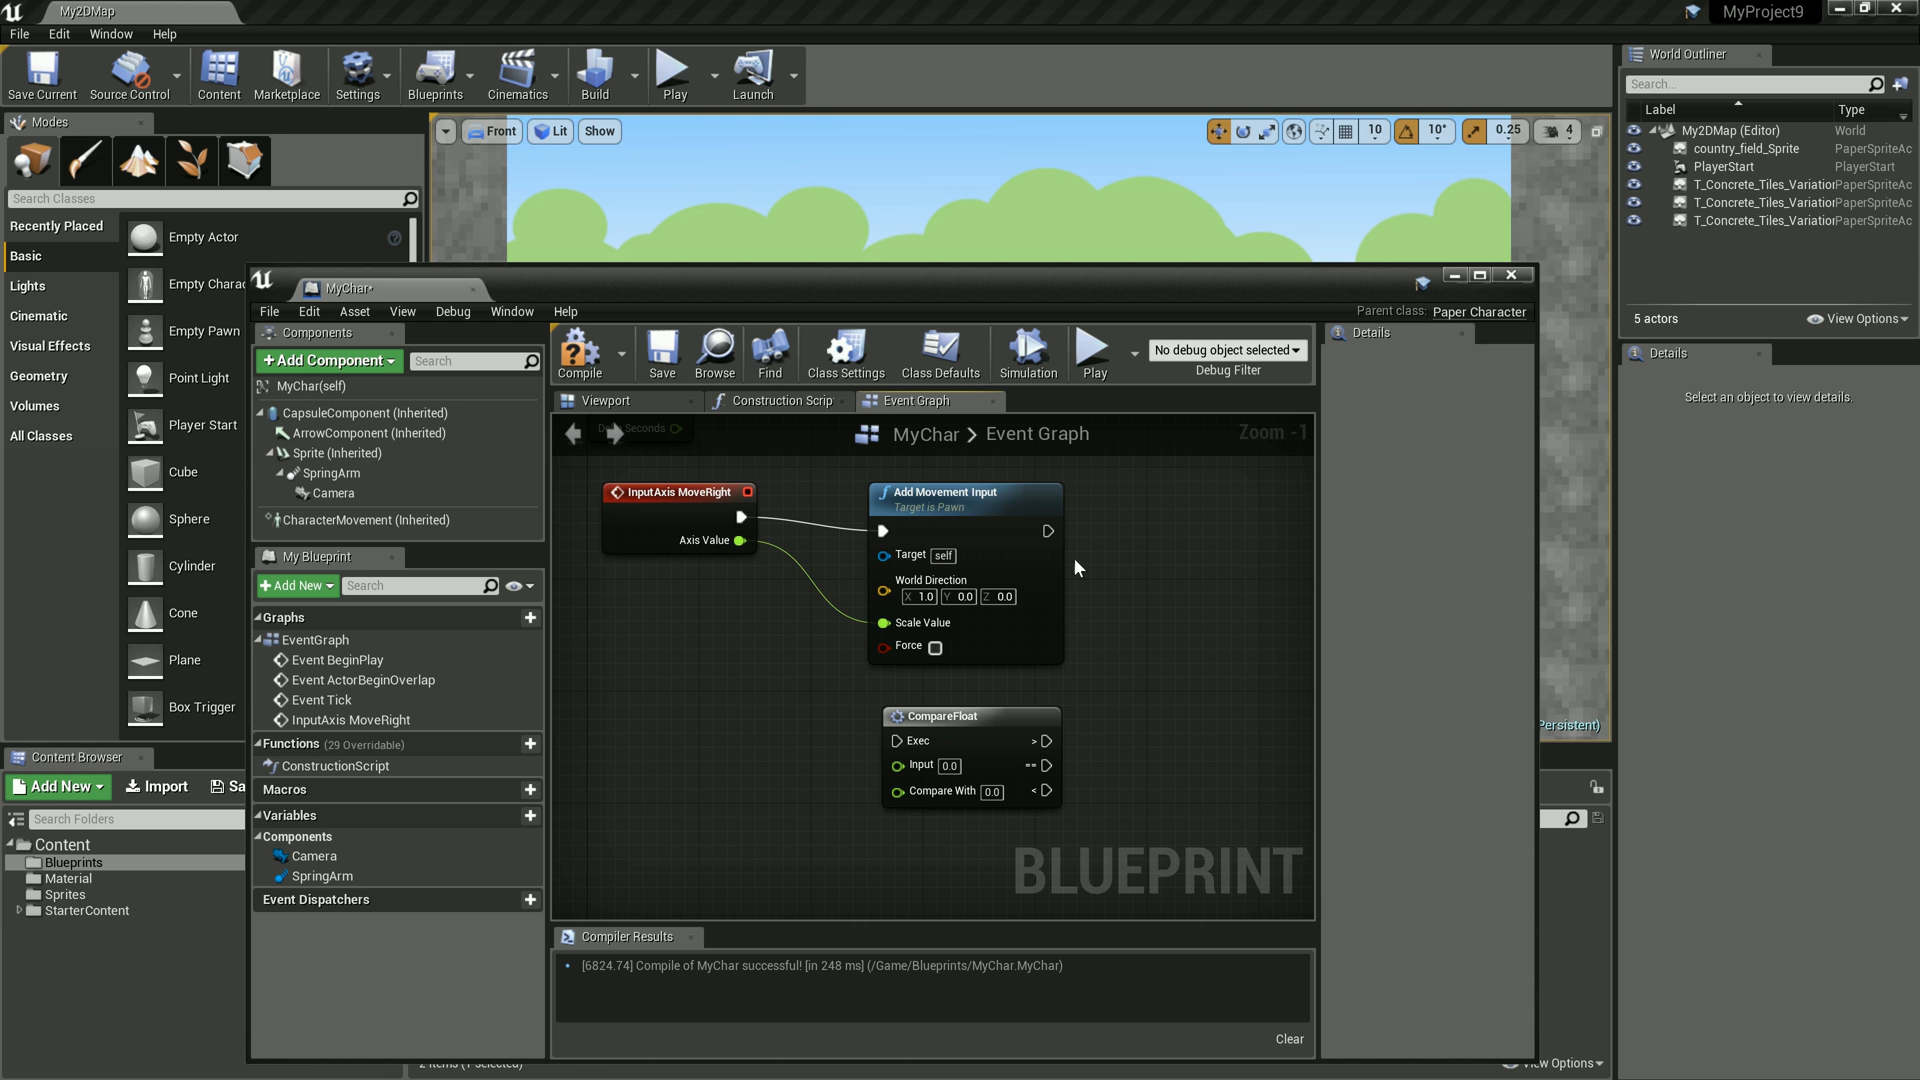 My2DMap
MyProject9
File Edit Window Help
Save Current
Source Control
Content
Marketplace
Settings
Blueprints
Cinematics
Build
Play
Launch
World Outliner
Search...
Label Type
My2DMap (Editor) World
country_field_Sprite PaperSpriteAc
PlayerStart PlayerStart
T_Concrete_Tiles_Variation PaperSpriteAc
T_Concrete_Tiles_Variation PaperSpriteAc
T_Concrete_Tiles_Variation PaperSpriteAc
5 actors View Options
Details
Select an object to view details.
Modes
Search Classes
Recently Placed
Basic
Lights
Cinematic
Visual Effects
Geometry
Volumes
All Classes
Empty Actor
Empty Charac
Empty Pawn
Point Light
Player Start
Cube
Sphere
Cylinder
Cone
Plane
Box Trigger
Front Lit Show
10 10° 0.25 4
Persistent)
MyChar*
File Edit Asset View Debug Window Help
Parent class: Paper Character
Components
+Add Component Search
MyChar(self)
CapsuleComponent (Inherited)
ArrowComponent (Inherited)
Sprite (Inherited)
SpringArm
Camera
CharacterMovement (Inherited)
My Blueprint
+Add New Search
Graphs
EventGraph
Event BeginPlay
Event ActorBeginOverlap
Event Tick
InputAxis MoveRight
Functions (29 Overridable)
ConstructionScript
Macros
Variables
Components
Camera
SpringArm
Event Dispatchers
Compile
Save
Browse
Find
Class Settings
Class Defaults
Simulation
Play
No debug object selected
Debug Filter
Details
Viewport
Construction Scrip
Event Graph
Seconds
MyChar > Event Graph
Zoom -1
InputAxis MoveRight
Axis Value
Add Movement Input
Target is Pawn
Target self
World Direction
X 1.0 Y 0.0 Z 0.0
Scale Value
Force
CompareFloat
Exec >
Input 0.0 ==
Compare With 0.0 <
BLUEPRINT
Compiler Results
[6824.74] Compile of MyChar successful! [in 248 ms] (/Game/Blueprints/MyChar.MyChar)
Clear
Content Browser
Add New Import Sa
Search Folders
Content
Blueprints
Material
Sprites
StarterContent
View Options